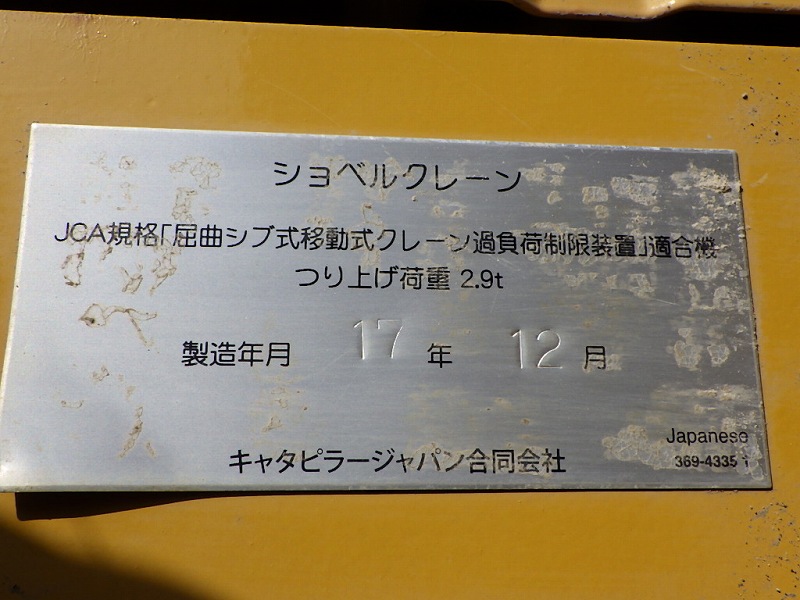 ショベルクレーン
JCA規格「屈曲ジブ式移動式クレーン過負荷制限装置」適合機
つり上げ荷重 2.9t
製造年月 17 年 12 月
キャタピラージャパン合同会社
Japanese
369-4335